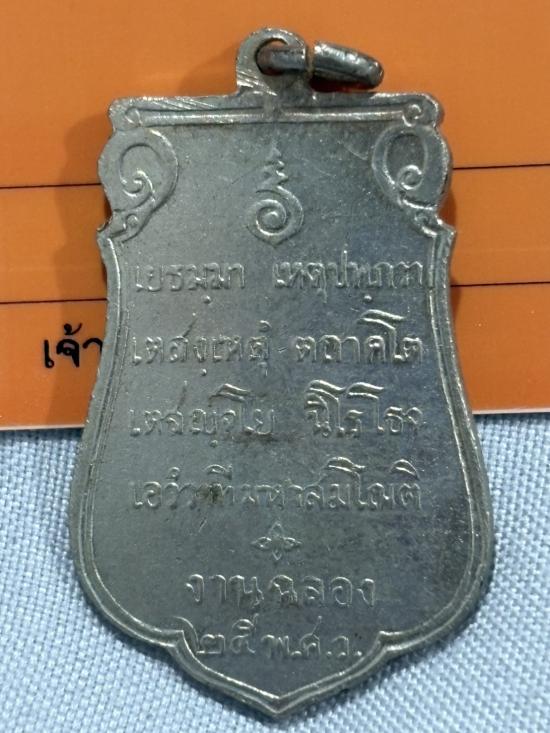 เยธมฺมา เหตุปฺปภวา
เตสํ เหตุํ ตถาคโต
เตสญฺจโย นิโรโธจ
เอวํวาทีมหาสมโณติ
งานฉลอง
๒๕ พ.ศ.ว.
เจ้า